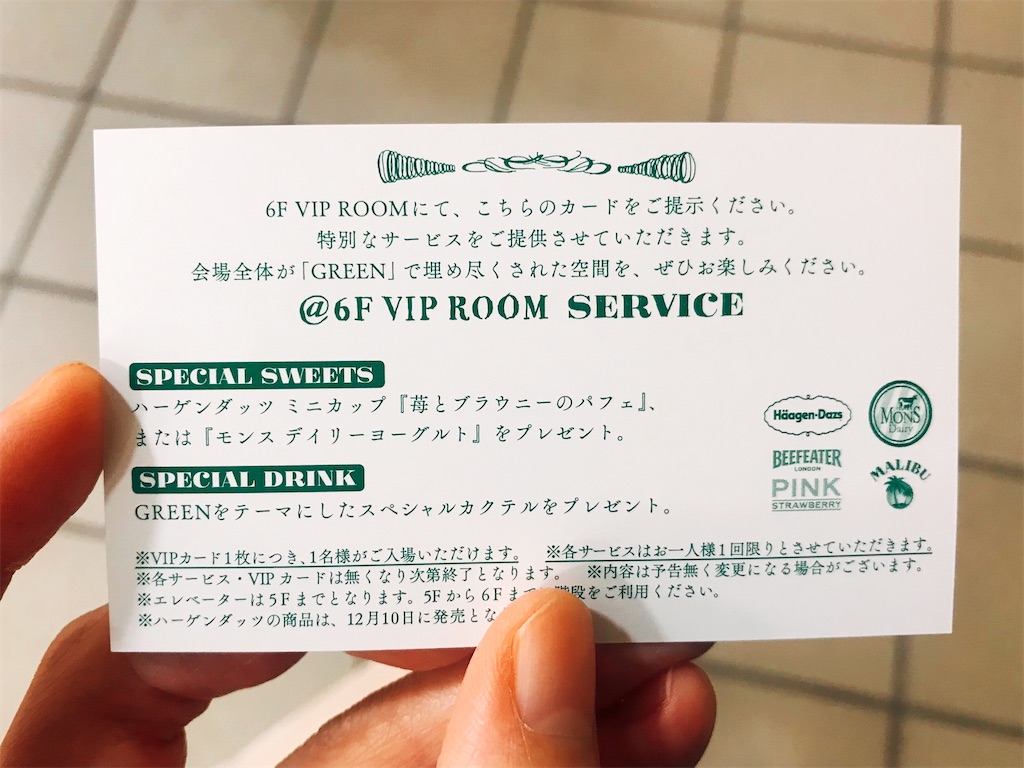 6F VIP ROOMにて、こちらのカードをご提示ください。
特別なサービスをご提供させていただきます。
会場全体が「GREEN」で埋め尽くされた空間を、ぜひお楽しみください。
@6F VIP ROOM SERVICE
SPECIAL SWEETS
ハーゲンダッツ ミニカップ『苺とブラウニーのパフェ』、
または『モンス デイリーヨーグルト』をプレゼント。
SPECIAL DRINK
GREENをテーマにしたスペシャルカクテルをプレゼント。
Häagen-Dazs
MONS
Dairy
BEEFEATER
LONDON
PINK
STRAWBERRY
MALIBU
※VIPカード1枚につき、1名様がご入場いただけます。 ※各サービスはお一人様1回限りとさせていただきます。
※各サービス・VIP カードは無くなり次第終了となります。 ※内容は予告無く変更になる場合がございます。
※エレベーターは5Fまでとなります。5Fから6Fまで階段をご利用ください。
※ハーゲンダッツの商品は、12月10日に発売とな